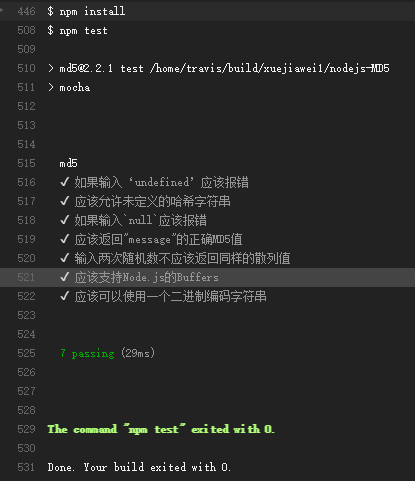 446 $ npm install
508 $ npm test
509
510 > md5@2.2.1 test /home/travis/build/xuejiawei1/nodejs-MD5
511 > mocha
512
513
514
515 md5
516 ✓ 如果输入‘undefined’应该报错
517 ✓ 应该允许未定义的哈希字符串
518 ✓ 如果输入`null`应该报错
519 ✓ 应该返回"message"的正确MD5值
520 ✓ 输入两次随机数不应该返回同样的散列值
521 ✓ 应该支持Node.js的Buffers
522 ✓ 应该可以使用一个二进制编码字符串
523
524
525 7 passing (29ms)
526
527
528
529 The command "npm test" exited with 0.
530
531 Done. Your build exited with 0.